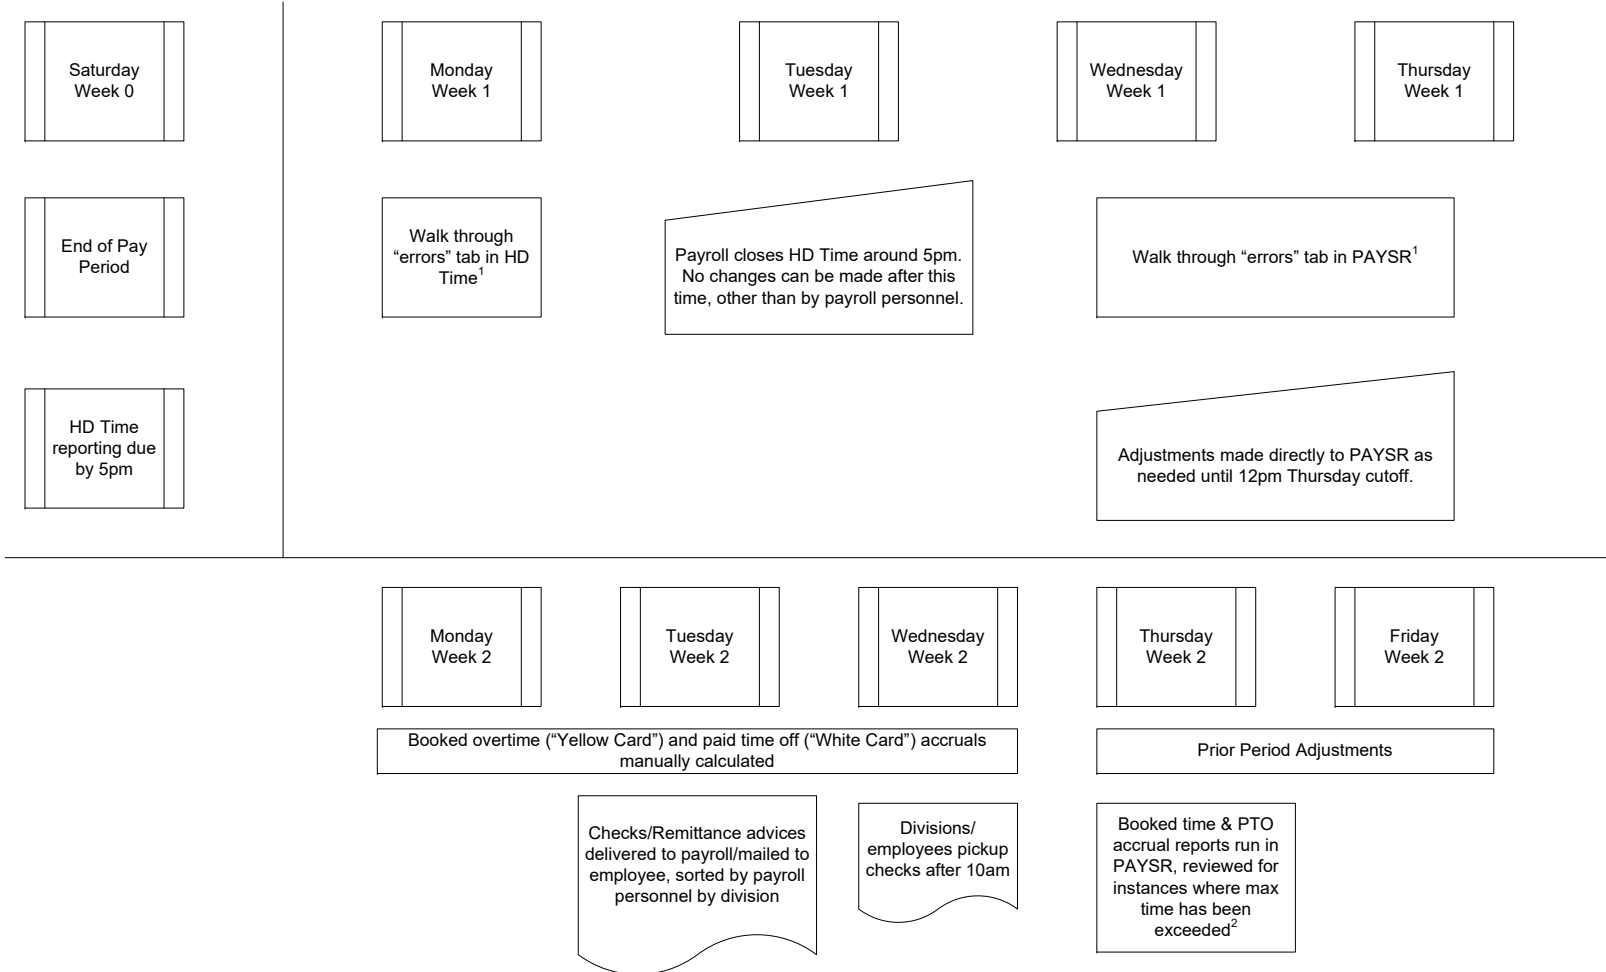 Saturday
Week 0
Monday
Week 1
Tuesday
Week 1
Wednesday
Week 1
Thursday
Week 1
End of Pay
Period
Walk through
“errors” tab in HD
Time¹
Payroll closes HD Time around 5pm.
No changes can be made after this
time, other than by payroll personnel.
Walk through “errors” tab in PAYSR¹
HD Time
reporting due
by 5pm
Adjustments made directly to PAYSR as
needed until 12pm Thursday cutoff.
Monday
Week 2
Tuesday
Week 2
Wednesday
Week 2
Thursday
Week 2
Friday
Week 2
Booked overtime (“Yellow Card”) and paid time off (“White Card”) accruals
manually calculated
Prior Period Adjustments
Checks/Remittance advices
delivered to payroll/mailed to
employee, sorted by payroll
personnel by division
Divisions/
employees pickup
checks after 10am
Booked time & PTO
accrual reports run in
PAYSR, reviewed for
instances where max
time has been
exceeded²